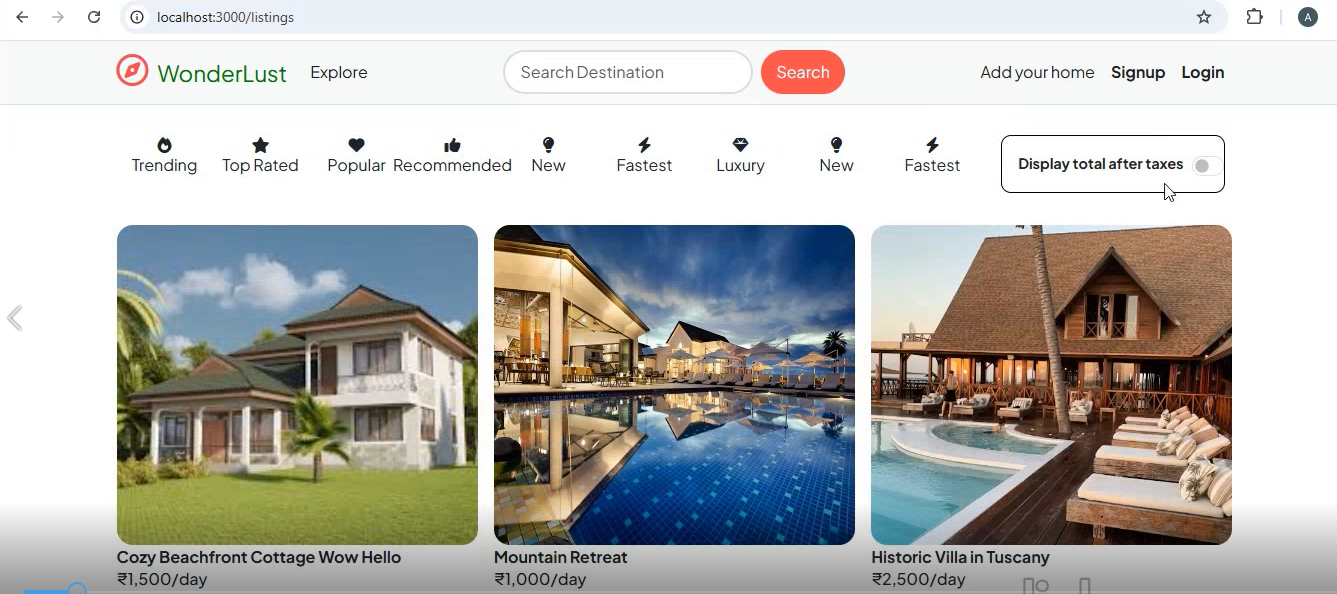 localhost:3000/listings
A
WonderLust Explore Search Destination Search Add your home Signup Login
Trending Top Rated Popular Recommended New Fastest Luxury New Fastest Display total after taxes
Cozy Beachfront Cottage Wow Hello Mountain Retreat Historic Villa in Tuscany
₹1,500/day ₹1,000/day ₹2,500/day